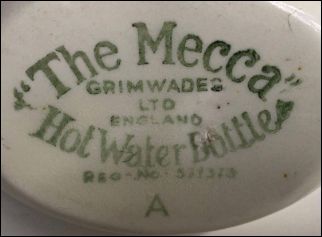 "The Mecca"
GRIMWADES
LTD
ENGLAND
Hot Water Bottle
REG. NO.
A